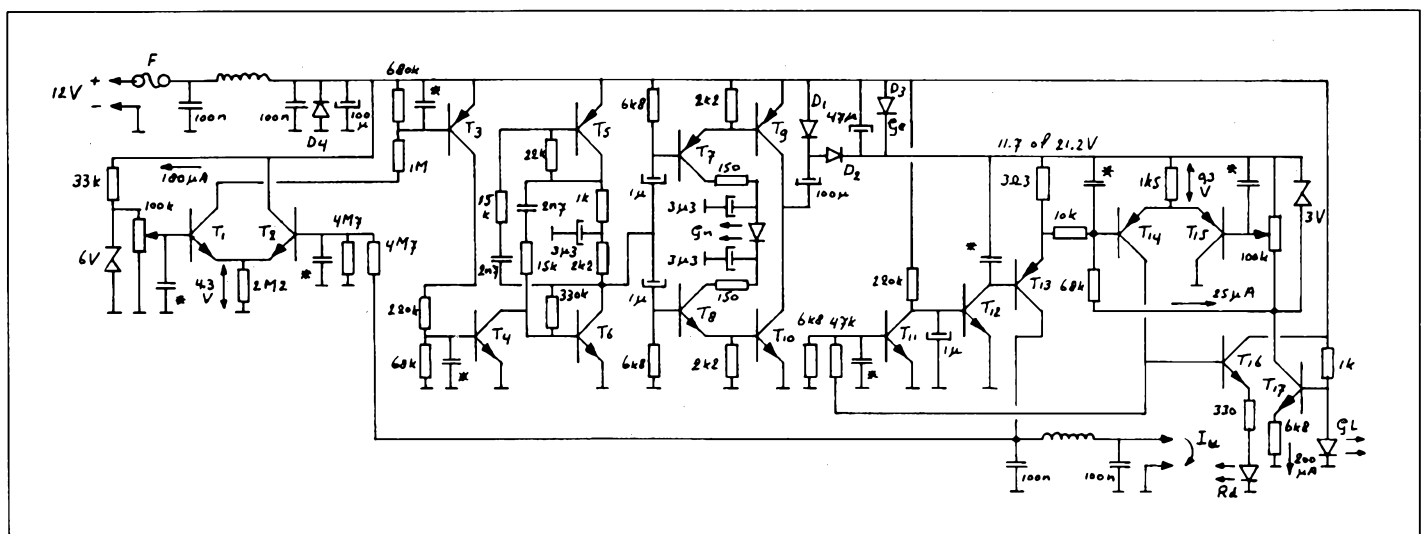 F
12V
+
-
100n
100n
D4
100
μ
680k
*
T3
1M
180μA
33k
100k
6V
T1
T2
4.3
V
2M2
*
*
4M7
4M7
220k
68k
*
T4
T5
22k
15
k
2n7
2n7
1k
3μ3
15k
2k2
330k
T6
6k8
1μ
1μ
6k8
2k2
T7
150
3μ3
Gn
3μ3
150
T8
2k2
T9
T10
D1
47μ
D3
Ge
D2
100μ
11.7 of 21.2V
3Ω3
*
1k5
0.3
V
*
3V
10k
T14
T15
100k
T13
68k
25μA
220k
*
T12
6k8
47k
T11
1μ
*
T16
T17
1k
330
6k8
GL
200
μA
Rd
100n
100n